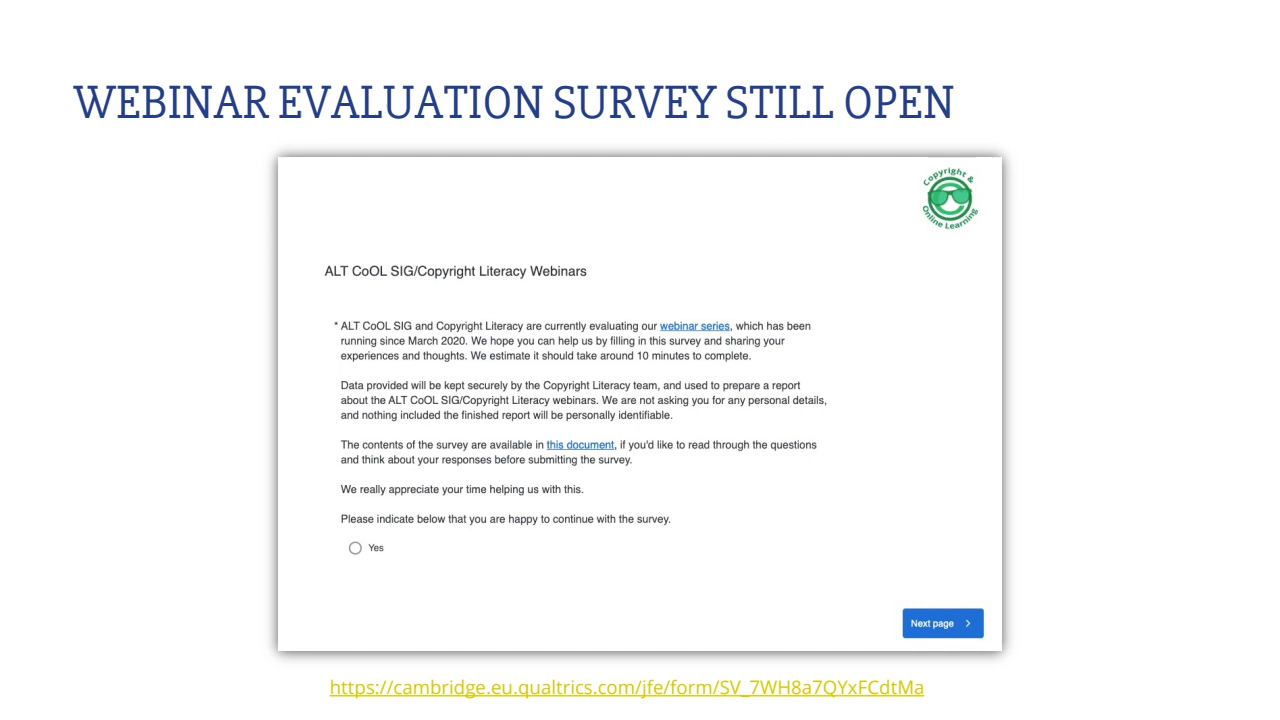 WEBINAR EVALUATION SURVEY STILL OPEN
Copyright &
Online Learning
ALT CoOL SIG/Copyright Literacy Webinars
* ALT CoOL SIG and Copyright Literacy are currently evaluating our webinar series, which has been
running since March 2020. We hope you can help us by filling in this survey and sharing your
experiences and thoughts. We estimate it should take around 10 minutes to complete.
Data provided will be kept securely by the Copyright Literacy team, and used to prepare a report
about the ALT CoOL SIG/Copyright Literacy webinars. We are not asking you for any personal details,
and nothing included the finished report will be personally identifiable.
The contents of the survey are available in this document, if you'd like to read through the questions
and think about your responses before submitting the survey.
We really appreciate your time helping us with this.
Please indicate below that you are happy to continue with the survey.
Yes
Next page
https://cambridge.eu.qualtrics.com/jfe/form/SV_7WH8a7QYxFCdtMa